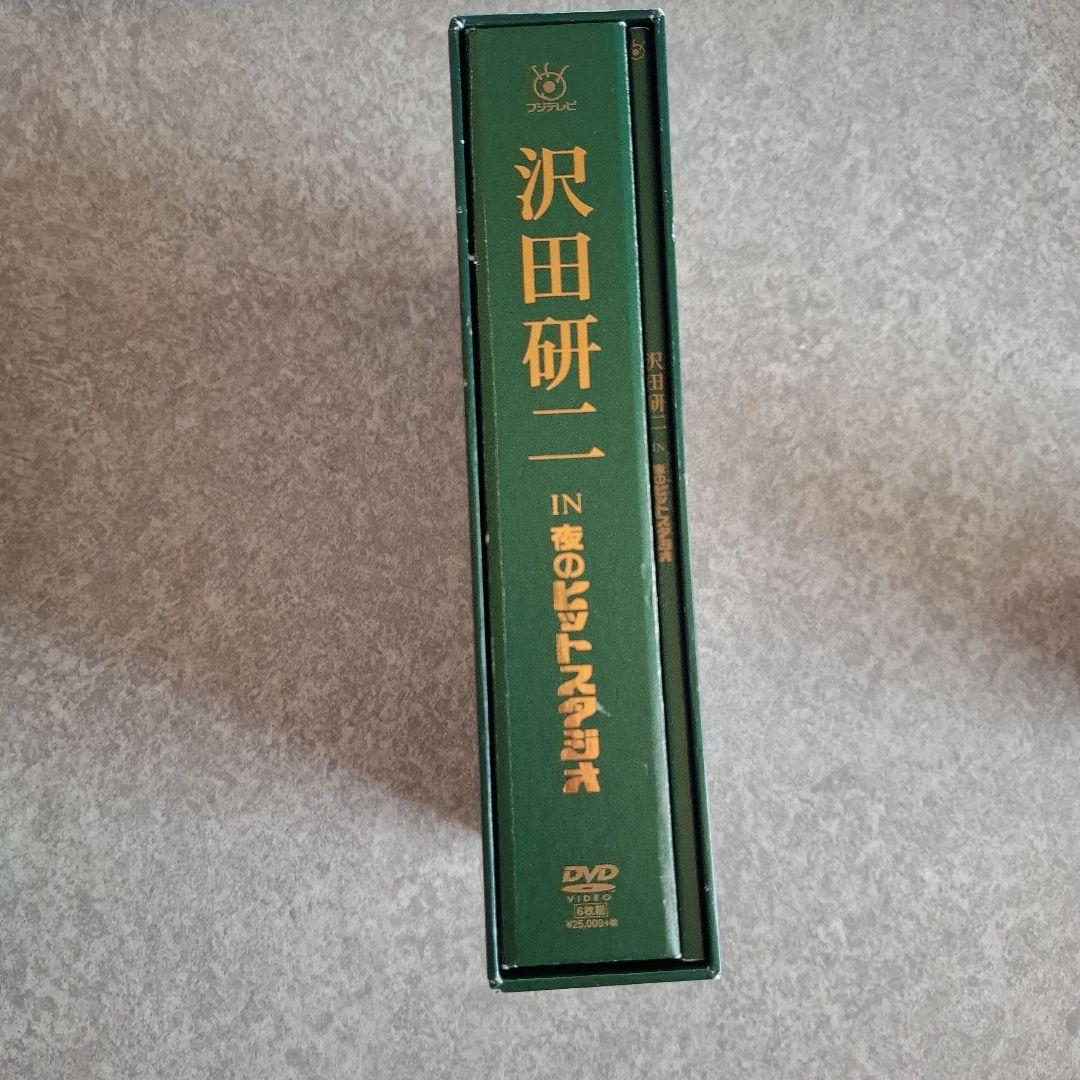 フジテレビ
沢田研二
IN
夜のヒットスタジオ
DVD
VIDEO
6枚組
¥25,000+税
沢田研二 IN 夜のヒットスタジオ